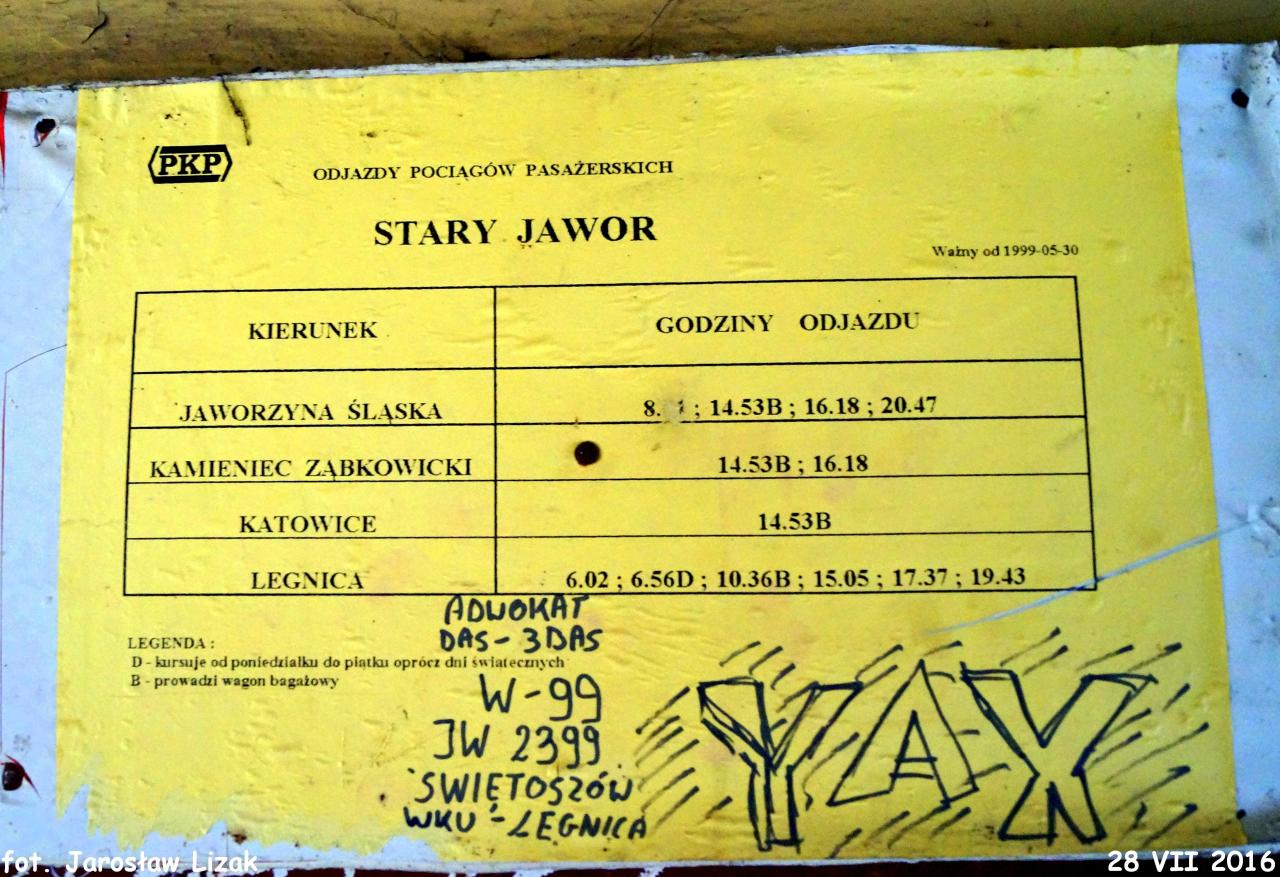 PKP
ODJAZDY POCIĄGÓW PASAŻERSKICH
STARY JAWOR
Ważny od 1999-05-30
KIERUNEK GODZINY ODJAZDU
JAWORZYNA ŚLĄSKA 8. ; 14.53B ; 16.18 ; 20.47
KAMIENIEC ZĄBKOWICKI 14.53B ; 16.18
KATOWICE 14.53B
LEGNICA 6.02 ; 6.56D ; 10.36B ; 15.05 ; 17.37 ; 19.43
LEGENDA :
D - kursuje od poniedziałku do piątku oprócz dni świątecznych
B - prowadzi wagon bagażowy
ADWOKAT
DAS - 3DAS
W-99
JW 2399
ŚWIĘTOSZÓW
WKU - LEGNICA
YAX
fot. Jarosław Lizak
28 VII 2016